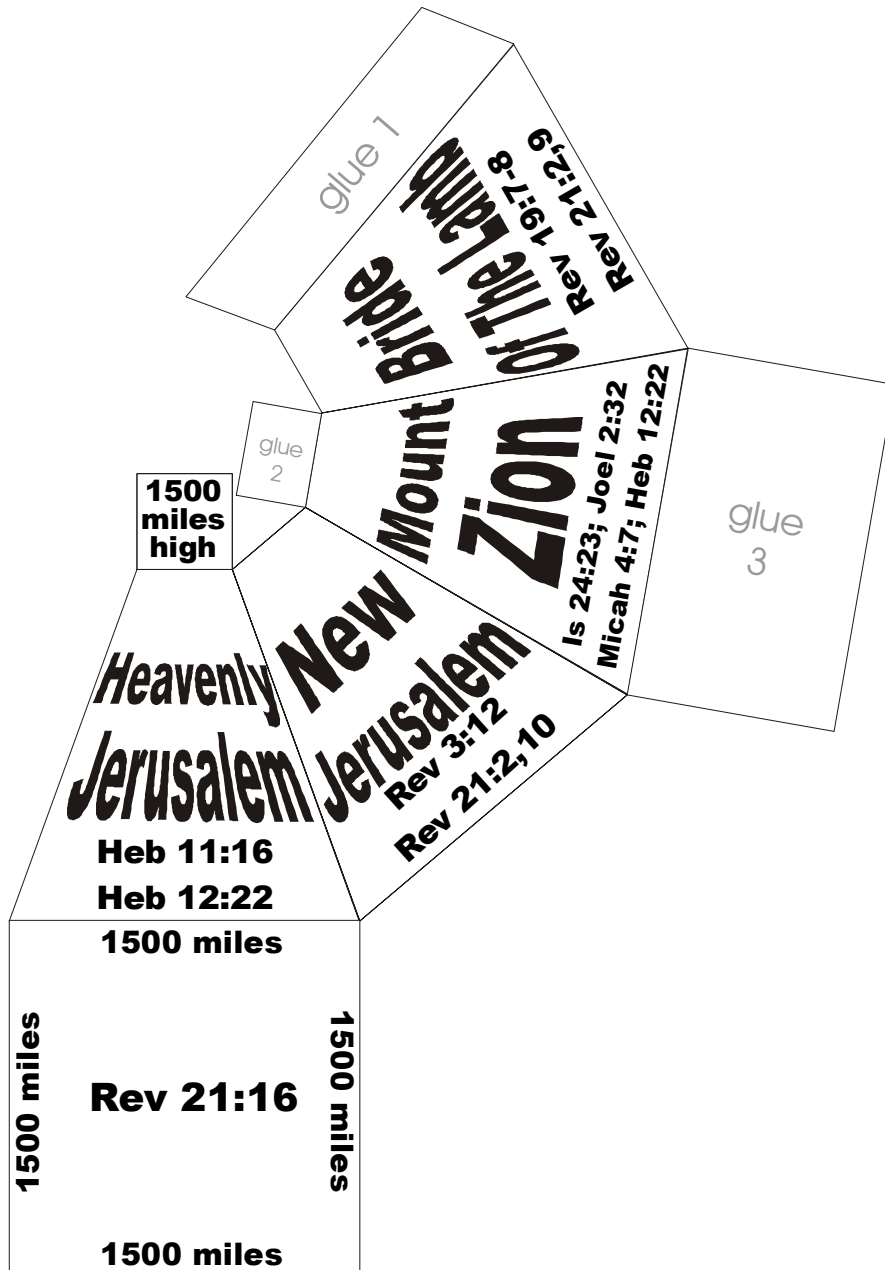 glue 1
Bride
Of The Lamb
Rev 19:7-8
Rev 21:2,9
glue
2
Mount
Zion
Is 24:23; Joel 2:32
Micah 4:7; Heb 12:22
glue
3
1500
miles
high
New
Jerusalem
Rev 3:12
Rev 21:2,10
Heavenly
Jerusalem
Heb 11:16
Heb 12:22
1500 miles
1500 miles
Rev 21:16
1500 miles
1500 miles